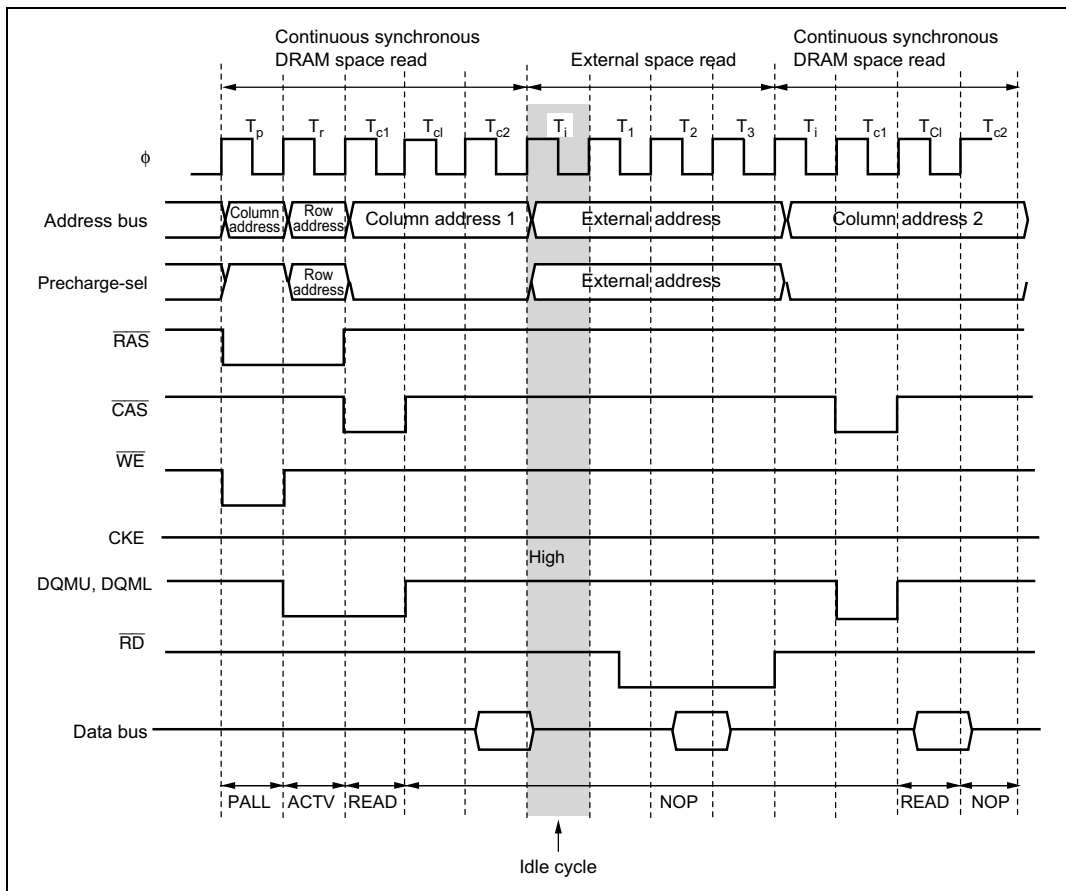 Continuous synchronous
DRAM space read
External space read
Continuous synchronous
DRAM space read
Tp Tr Tc1 Tcl Tc2 Ti T1 T2 T3 Ti Tc1 TCl Tc2
ϕ
Address bus
Column address
Row address
Column address 1
External address
Column address 2
Precharge-sel
Row address
External address
RAS
CAS
WE
CKE
High
DQMU, DQML
RD
Data bus
PALL ACTV READ NOP READ NOP
Idle cycle